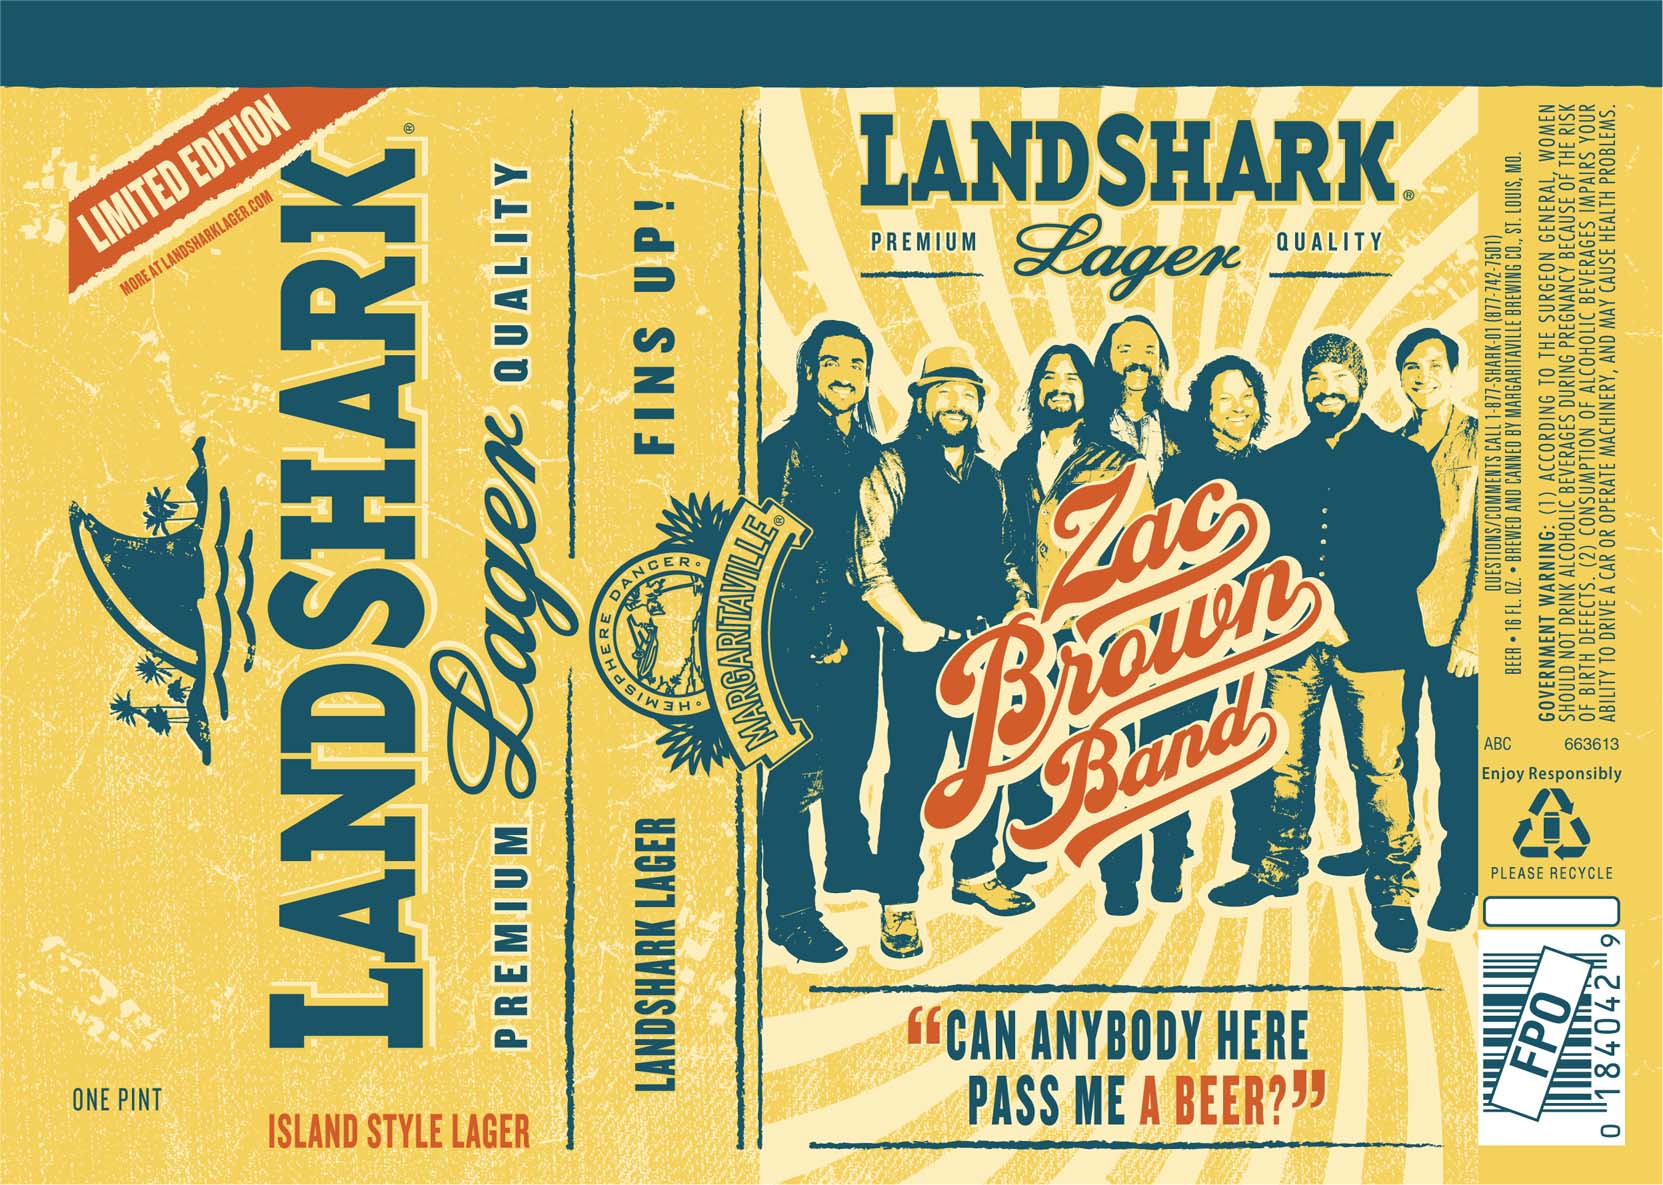 LIMITED EDITION
MORE AT LANDSHARKLAGER.COM
LANDSHARK®
PREMIUM Lager QUALITY
ONE PINT
ISLAND STYLE LAGER
FINS UP!
HEMISPHERE DANCER
MARGARITAVILLE®
LANDSHARK LAGER
LANDSHARK®
PREMIUM Lager QUALITY
Zac
Brown
Band
“CAN ANYBODY HERE
PASS ME A BEER?”
QUESTIONS/COMMENTS CALL 1-877-SHARK-01 (877-742-7501)
BEER • 16 FL. OZ. • BREWED AND CANNED BY MARGARITAVILLE BREWING CO., ST. LOUIS, MO.
GOVERNMENT WARNING: (1) ACCORDING TO THE SURGEON GENERAL, WOMEN
SHOULD NOT DRINK ALCOHOLIC BEVERAGES DURING PREGNANCY BECAUSE OF THE RISK
OF BIRTH DEFECTS. (2) CONSUMPTION OF ALCOHOLIC BEVERAGES IMPAIRS YOUR
ABILITY TO DRIVE A CAR OR OPERATE MACHINERY, AND MAY CAUSE HEALTH PROBLEMS.
ABC 663613
Enjoy Responsibly
PLEASE RECYCLE
FPO
0 184042 9